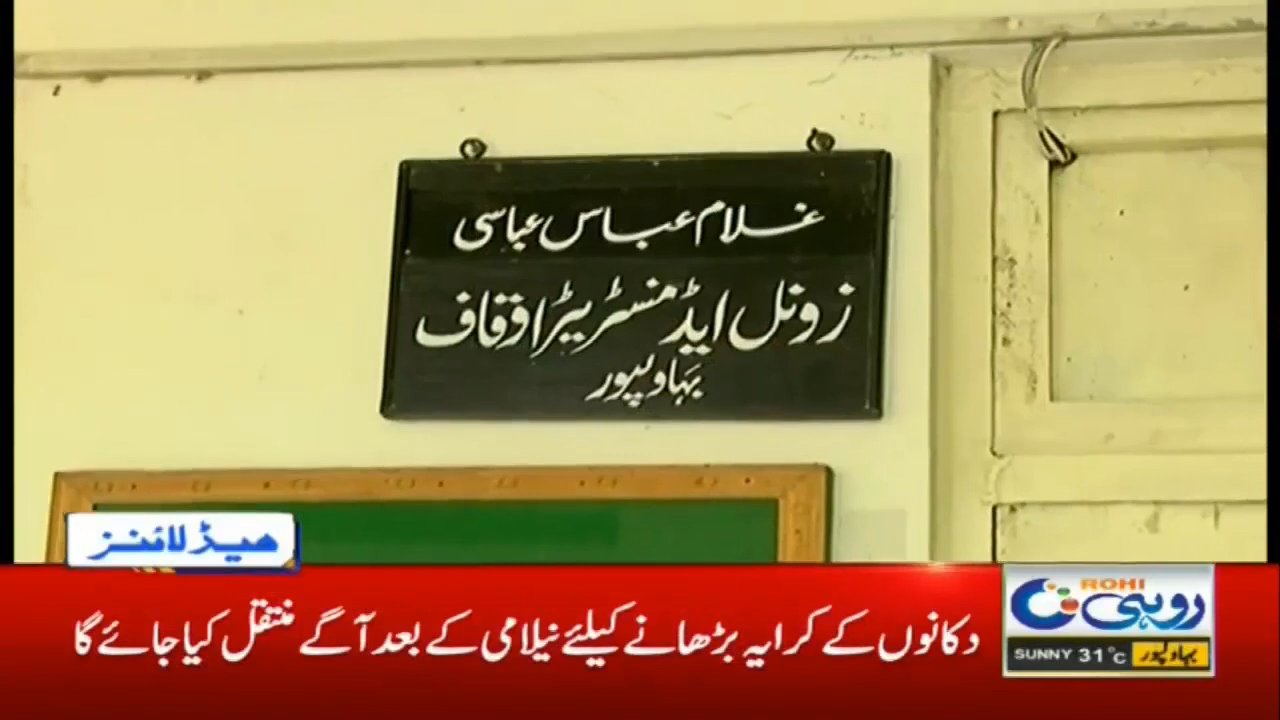 غلام عباس عباسی
زونل ایڈمنسٹریٹر اوقاف
بہاولپور
ھیڈ لائنز
دکانوں کے کرایہ بڑھانے کیلئے نیلامی کے بعد آگے منتقل کیا جائے گا
ROHI
روہی
SUNNY 31°C بہاولپور